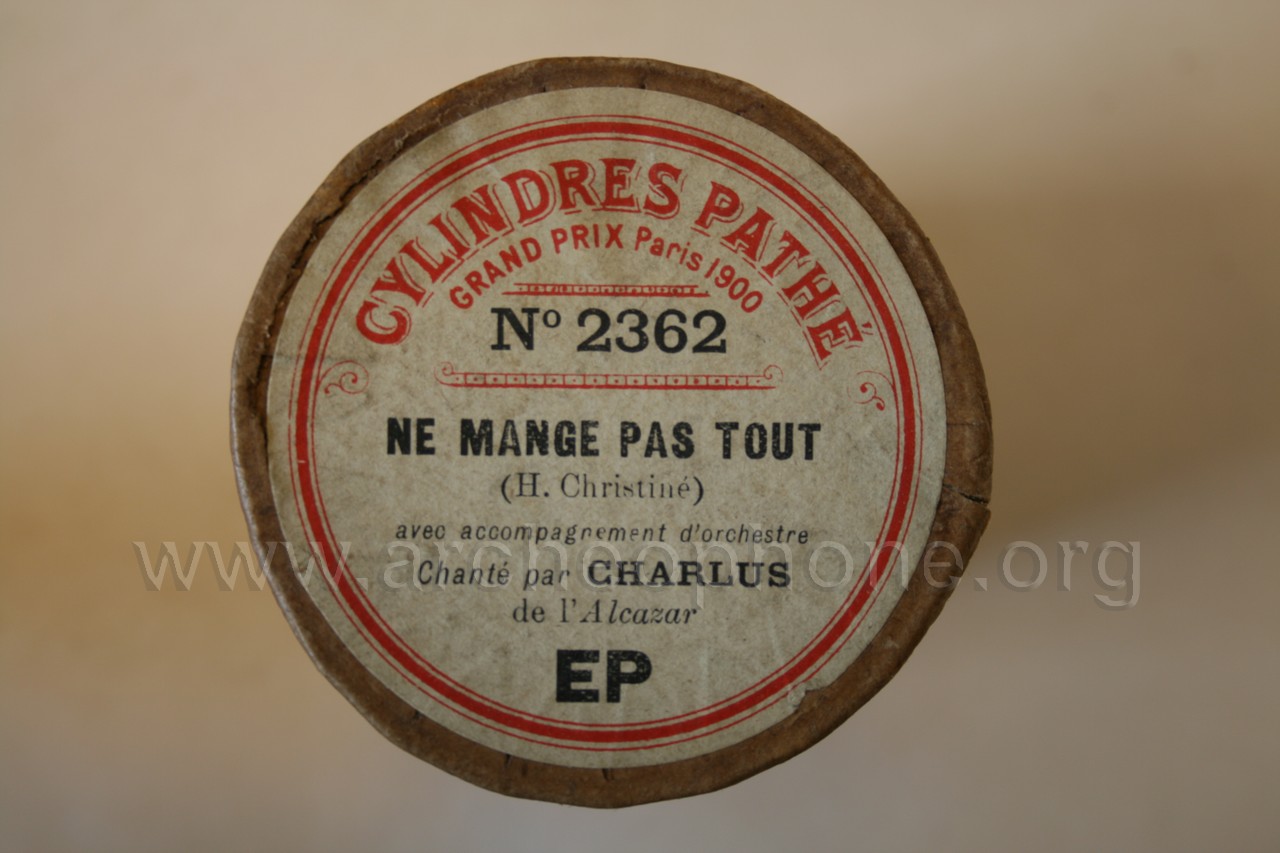 CYLINDRES PATHÉ
GRAND PRIX Paris 1900
Nº 2362
NE MANGE PAS TOUT
(H. Christiné)
avec accompagnement d'orchestre
www.archeophone.org
Chanté par CHARLUS
de l'Alcazar
EP